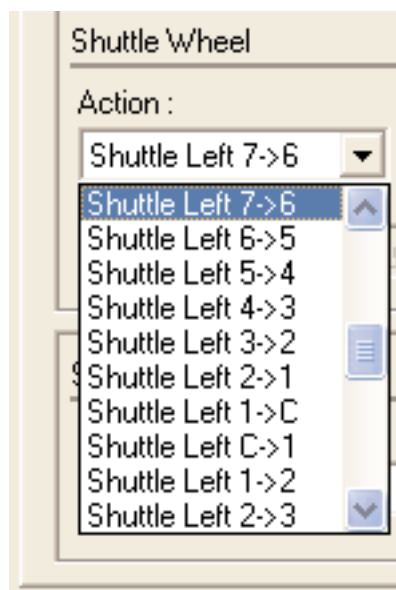 Shuttle Wheel
Action :
Shuttle Left 7->6
Shuttle Left 7->6
Shuttle Left 6->5
Shuttle Left 5->4
Shuttle Left 4->3
Shuttle Left 3->2
Shuttle Left 2->1
Shuttle Left 1->C
Shuttle Left C->1
Shuttle Left 1->2
Shuttle Left 2->3